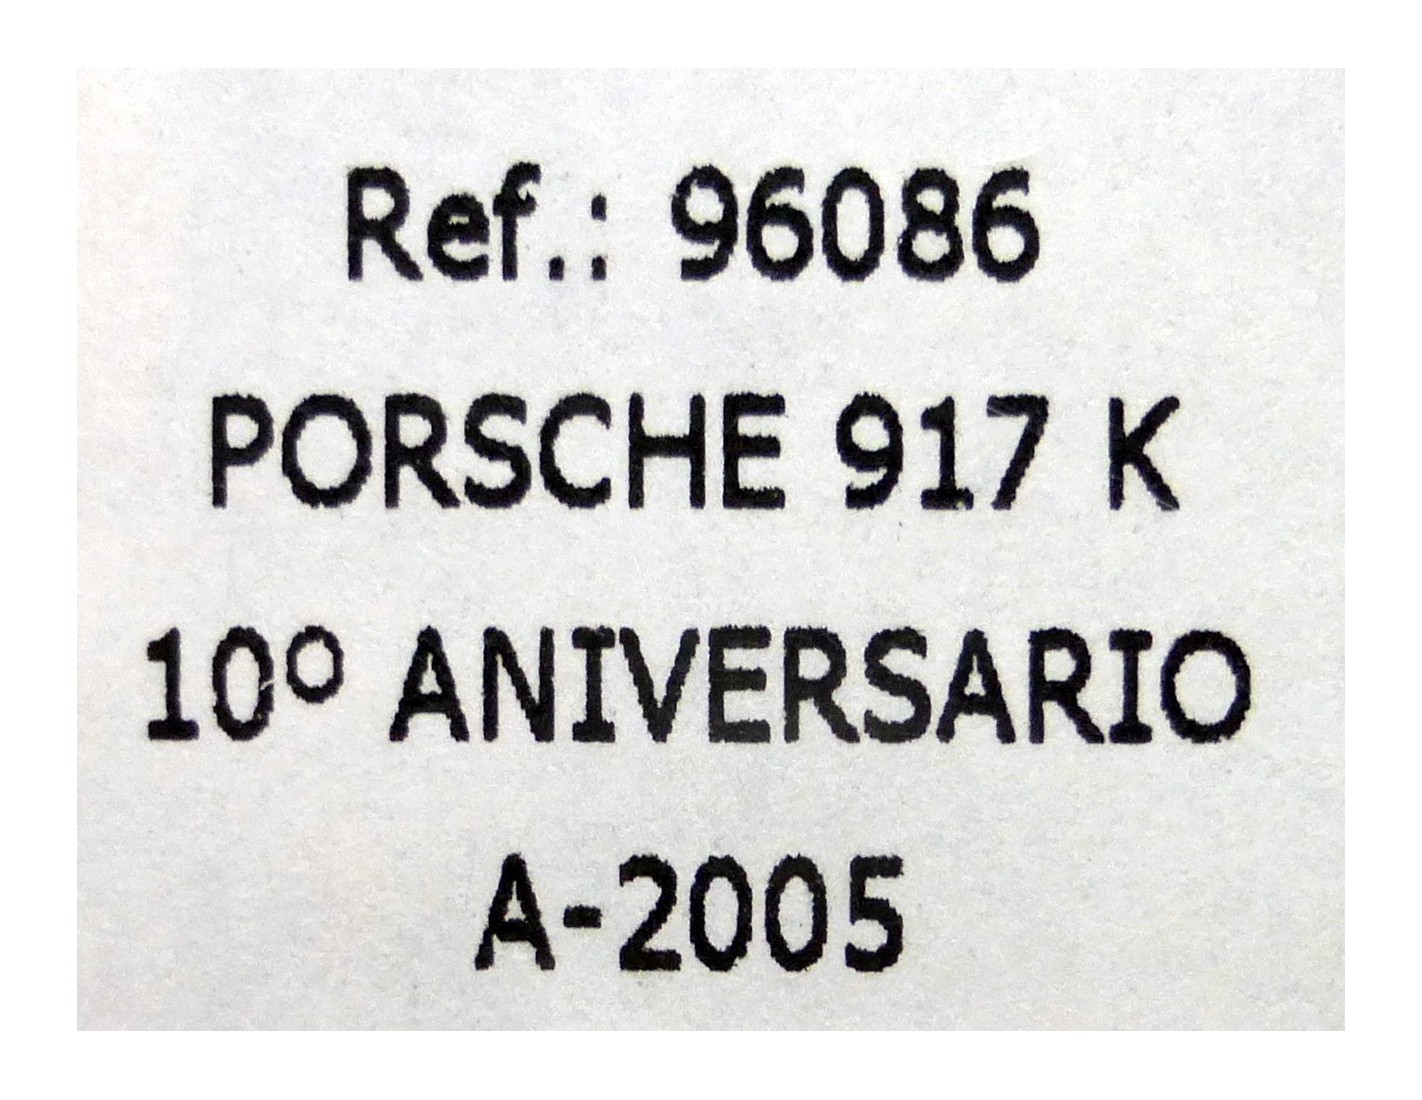 Ref.: 96086
PORSCHE 917 K
10º ANIVERSARIO
A-2005